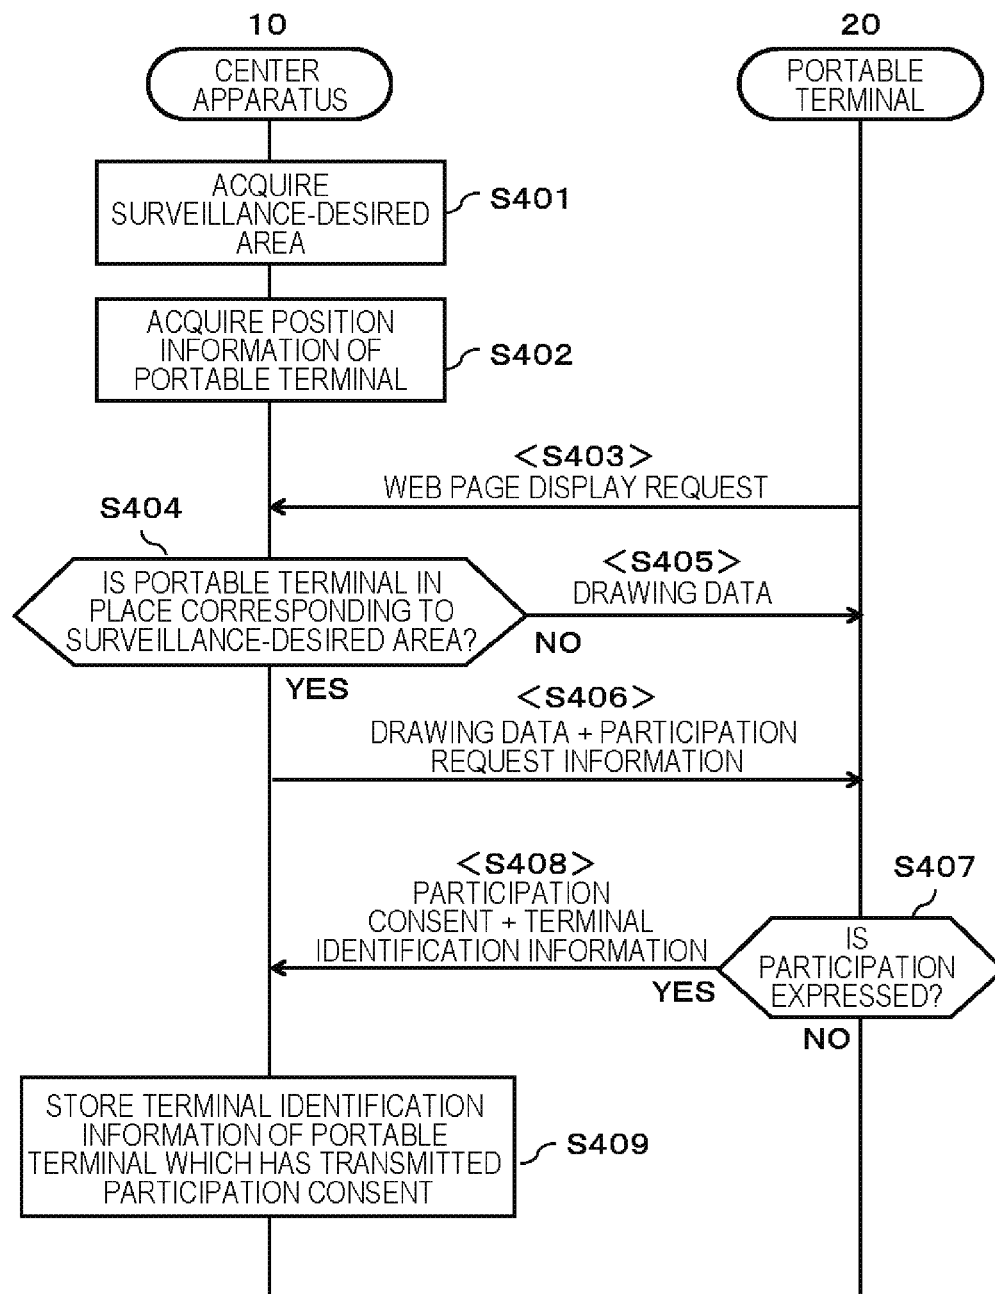 10
20
CENTER
APPARATUS
PORTABLE
TERMINAL
ACQUIRE
SURVEILLANCE-DESIRED
AREA
S401
ACQUIRE POSITION
INFORMATION OF
PORTABLE TERMINAL
S402
<S403>
WEB PAGE DISPLAY REQUEST
S404
IS PORTABLE TERMINAL IN
PLACE CORRESPONDING TO
SURVEILLANCE-DESIRED AREA?
<S405>
DRAWING DATA
NO
YES
<S406>
DRAWING DATA + PARTICIPATION
REQUEST INFORMATION
<S408>
PARTICIPATION
CONSENT + TERMINAL
IDENTIFICATION INFORMATION
S407
IS
PARTICIPATION
EXPRESSED?
YES
NO
STORE TERMINAL IDENTIFICATION
INFORMATION OF PORTABLE
TERMINAL WHICH HAS TRANSMITTED
PARTICIPATION CONSENT
S409